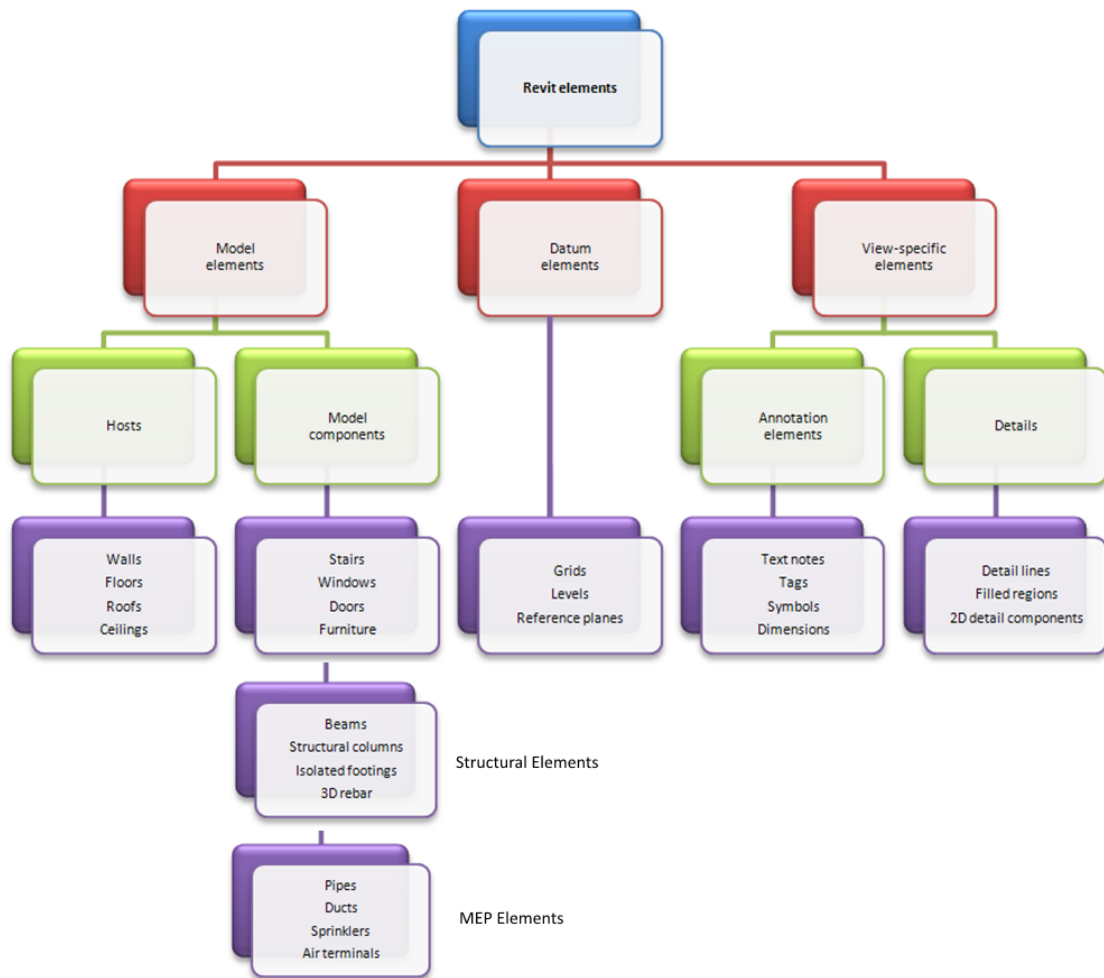 Revit elements
Model
elements
Datum
elements
View-specific
elements
Hosts
Model
components
Annotation
elements
Details
Walls
Floors
Roofs
Ceilings
Stairs
Windows
Doors
Furniture
Grids
Levels
Reference planes
Text notes
Tags
Symbols
Dimensions
Detail lines
Filled regions
2D detail components
Beams
Structural columns
Isolated footings
3D rebar
Structural Elements
Pipes
Ducts
Sprinklers
Air terminals
MEP Elements